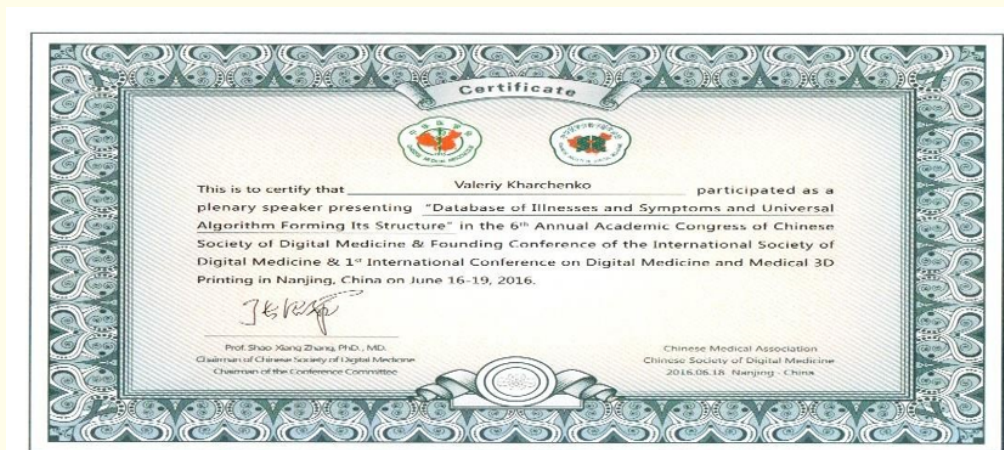 Certificate
This is to certify that Valeriy Kharchenko participated as a
plenary speaker presenting "Database of Illnesses and Symptoms and Universal
Algorithm Forming Its Structure" in the 6th Annual Academic Congress of Chinese
Society of Digital Medicine & Founding Conference of the International Society of
Digital Medicine & 1st International Conference on Digital Medicine and Medical 3D
Printing in Nanjing, China on June 16-19, 2016.
Prof. Shao Xiang Zhang, PhD., MD.
Chairman of Chinese Society of Digital Medicine
Chairman of the Conference Committee
Chinese Medical Association
Chinese Society of Digital Medicine
2016.06.18 Nanjing · China